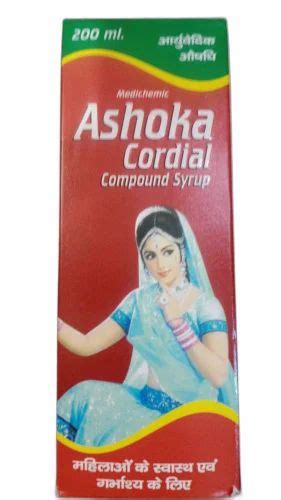 200 ml.
आयुर्वेदिक
औषधि
Medichemic
Ashoka
Cordial
Compound Syrup
महिलाओं के स्वास्थ एवं
गर्भाश्य के लिए